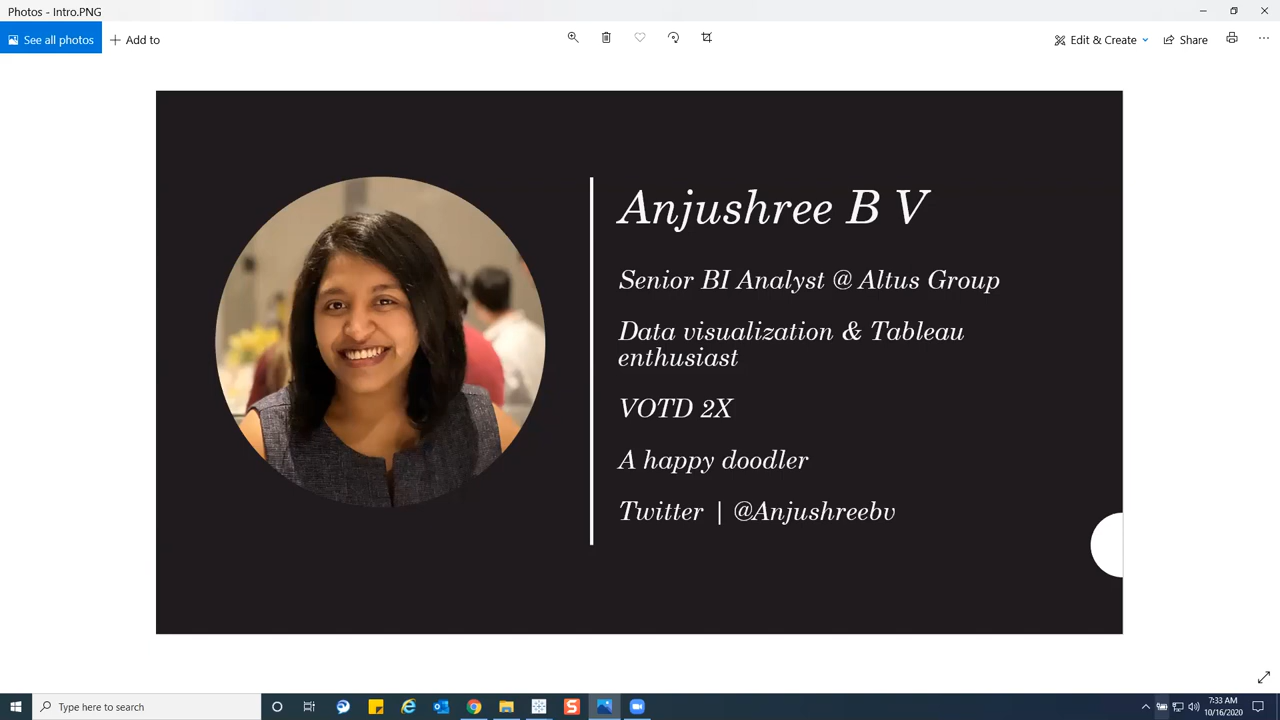 Photos - Intro.PNG
See all photos
Add to
Edit & Create
Share
Anjushree B V
Senior BI Analyst @ Altus Group
Data visualization & Tableau
enthusiast
VOTD 2X
A happy doodler
Twitter | @Anjushreebv
Type here to search
7:33 AM
10/16/2020